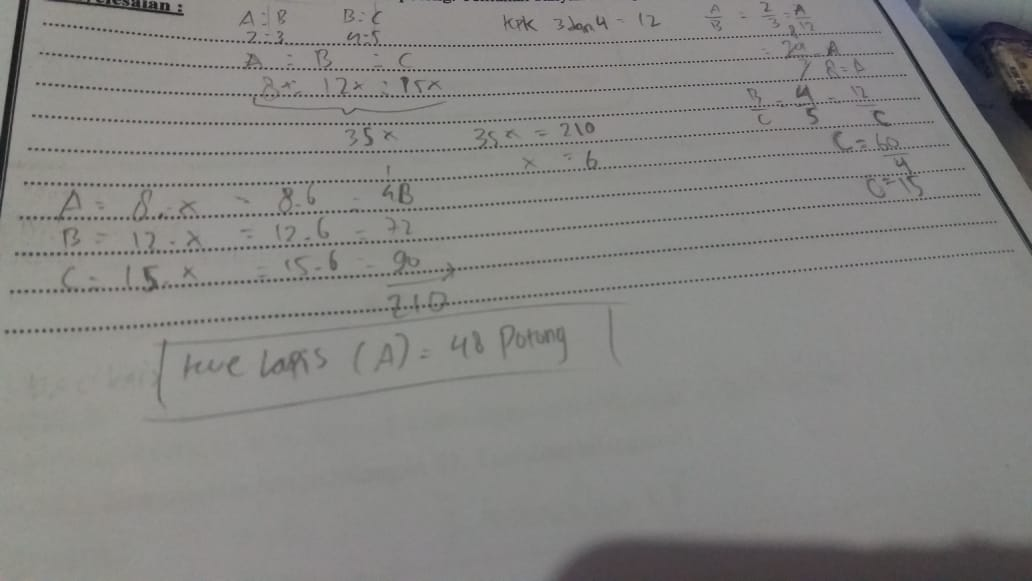 A : B B : C KPK 3 dan 4 = 12 A/B = 2/3 = A/12
2 : 3 4 : 5
A : B : C
8x : 12x : 15x B/C = 4/5 = 12/C
35x 35x = 210 C = 60/4
x = 6 C = 15
A = 8 . x = 8.6 = 48
B = 12 . x = 12.6 = 72
C = 15 . x = 15.6 = 90
210
kue Lapis (A) = 48 Potong